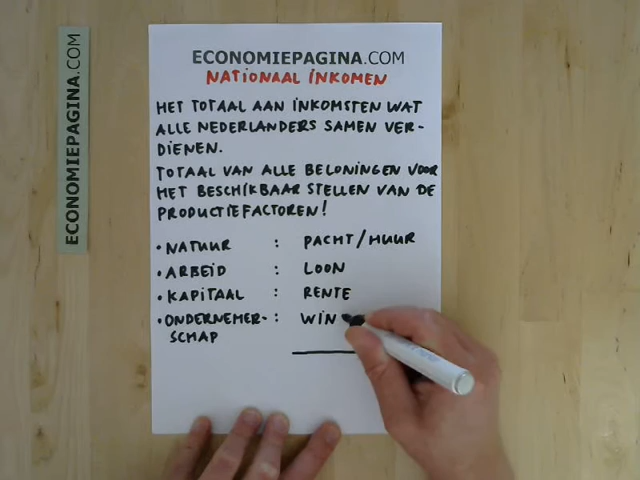 ECONOMIEPAGINA.COM
ECONOMIEPAGINA.COM
NATIONAAL INKOMEN
HET TOTAAL AAN INKOMSTEN WAT
ALLE NEDERLANDERS SAMEN VER-
DIENEN.
TOTAAL VAN ALLE BELONINGEN VOOR
HET BESCHIKBAAR STELLEN VAN DE
PRODUCTIEFACTOREN!
• NATUUR : PACHT/HUUR
• ARBEID : LOON
• KAPITAAL : RENTE
• ONDERNEMER- : WIN
SCHAP